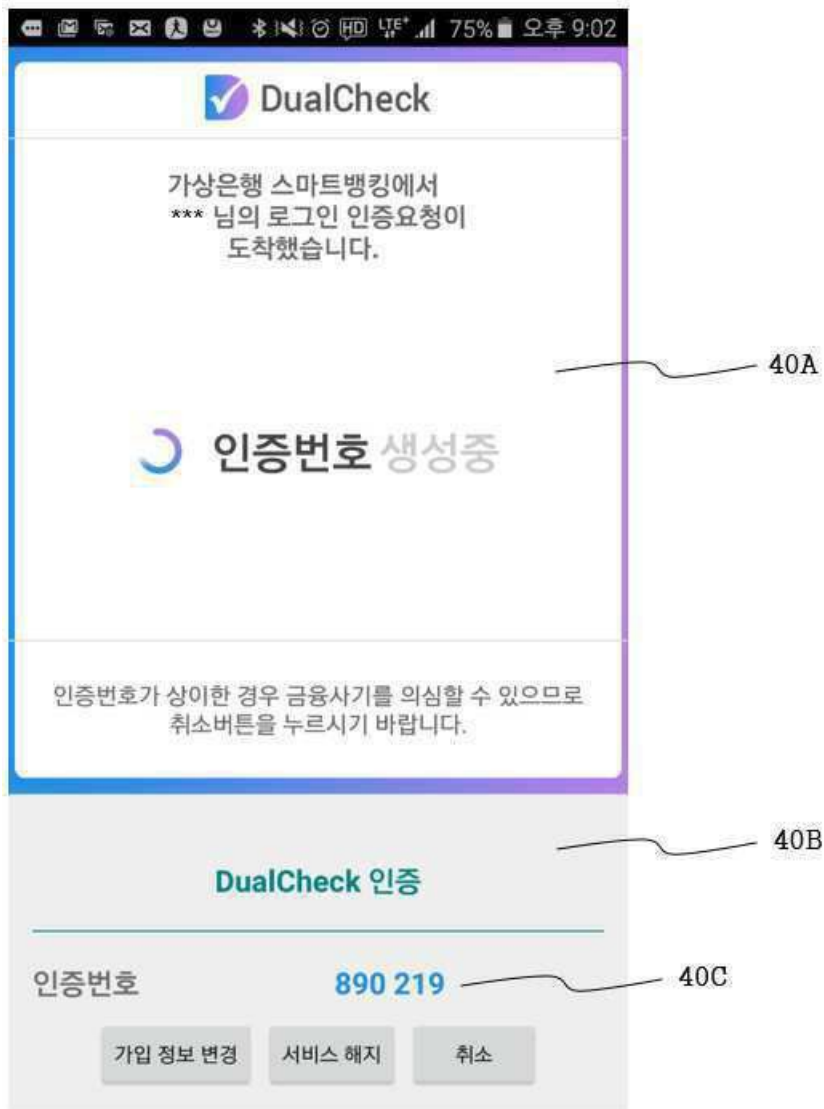 HD LTE+ 75% 오후 9:02
DualCheck
가상은행 스마트뱅킹에서
*** 님의 로그인 인증요청이
도착했습니다.
40A
인증번호 생성중
인증번호가 상이한 경우 금융사기를 의심할 수 있으므로
취소버튼을 누르시기 바랍니다.
40B
DualCheck 인증
인증번호 890 219 40C
가입 정보 변경 서비스 해지 취소